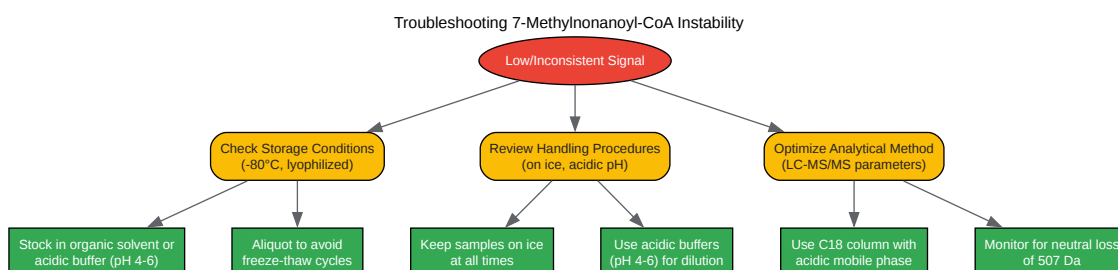 Troubleshooting 7-Methylnonanoyl-CoA Instability
Low/Inconsistent Signal
Check Storage Conditions
(-80°C, lyophilized)
Review Handling Procedures
(on ice, acidic pH)
Optimize Analytical Method
(LC-MS/MS parameters)
Stock in organic solvent or
acidic buffer (pH 4-6)
Aliquot to avoid
freeze-thaw cycles
Keep samples on ice
at all times
Use acidic buffers
(pH 4-6) for dilution
Use C18 column with
acidic mobile phase
Monitor for neutral loss
of 507 Da